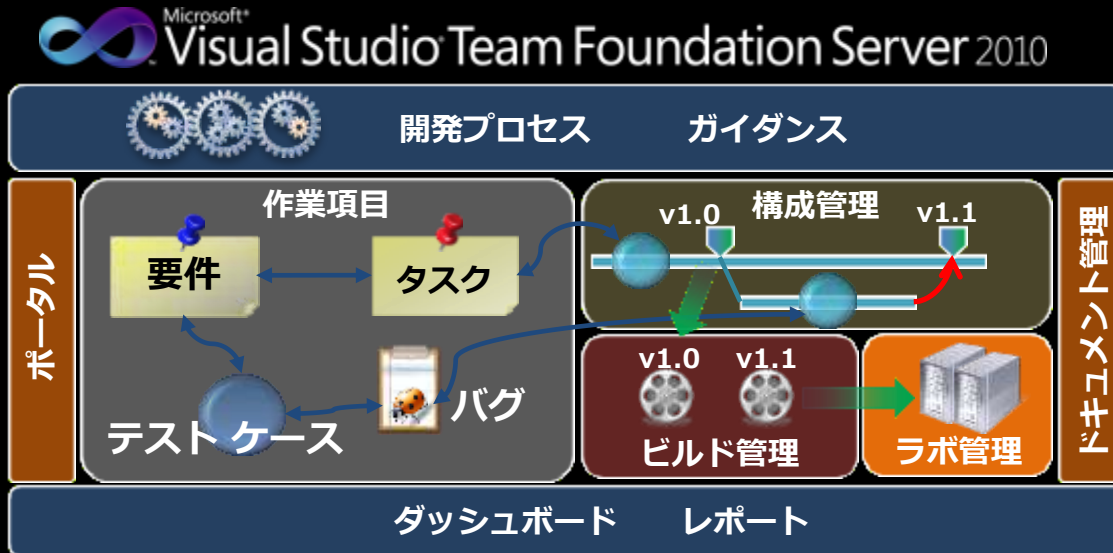 Microsoft®
Visual Studio Team Foundation Server 2010
開発プロセス ガイダンス
ポータル
作業項目
要件
タスク
テスト ケース
バグ
構成管理
v1.0
v1.1
v1.0
v1.1
ビルド管理
ラボ管理
ドキュメント管理
ダッシュボード レポート